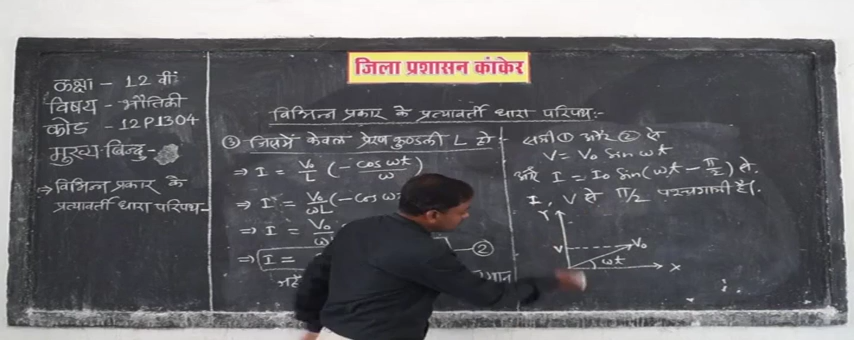 जिला प्रशासन कांकेर
कक्षा - 12 वीं
विषय - भौतिकी
कोड - 12P1304
मुख्य बिन्दु -
→ विभिन्न प्रकार के
प्रत्यावर्ती धारा परिपथ -
विभिन्न प्रकार के प्रत्यावर्ती धारा परिपथ :-
③ जिसमें केवल प्रेरण कुण्डली L हो -
⇒ I = V₀/L (-cos ωt/ω)
⇒ I = V₀/ωL (-cos ω
⇒ I = V₀/ω
⇒ I =
②
समी ① और ② से
V = V₀ Sin ωt
और I = I₀ Sin(ωt - π/2) से
I, V से π/2 पश्चगामी है।
Y
V
V₀
ωt
X